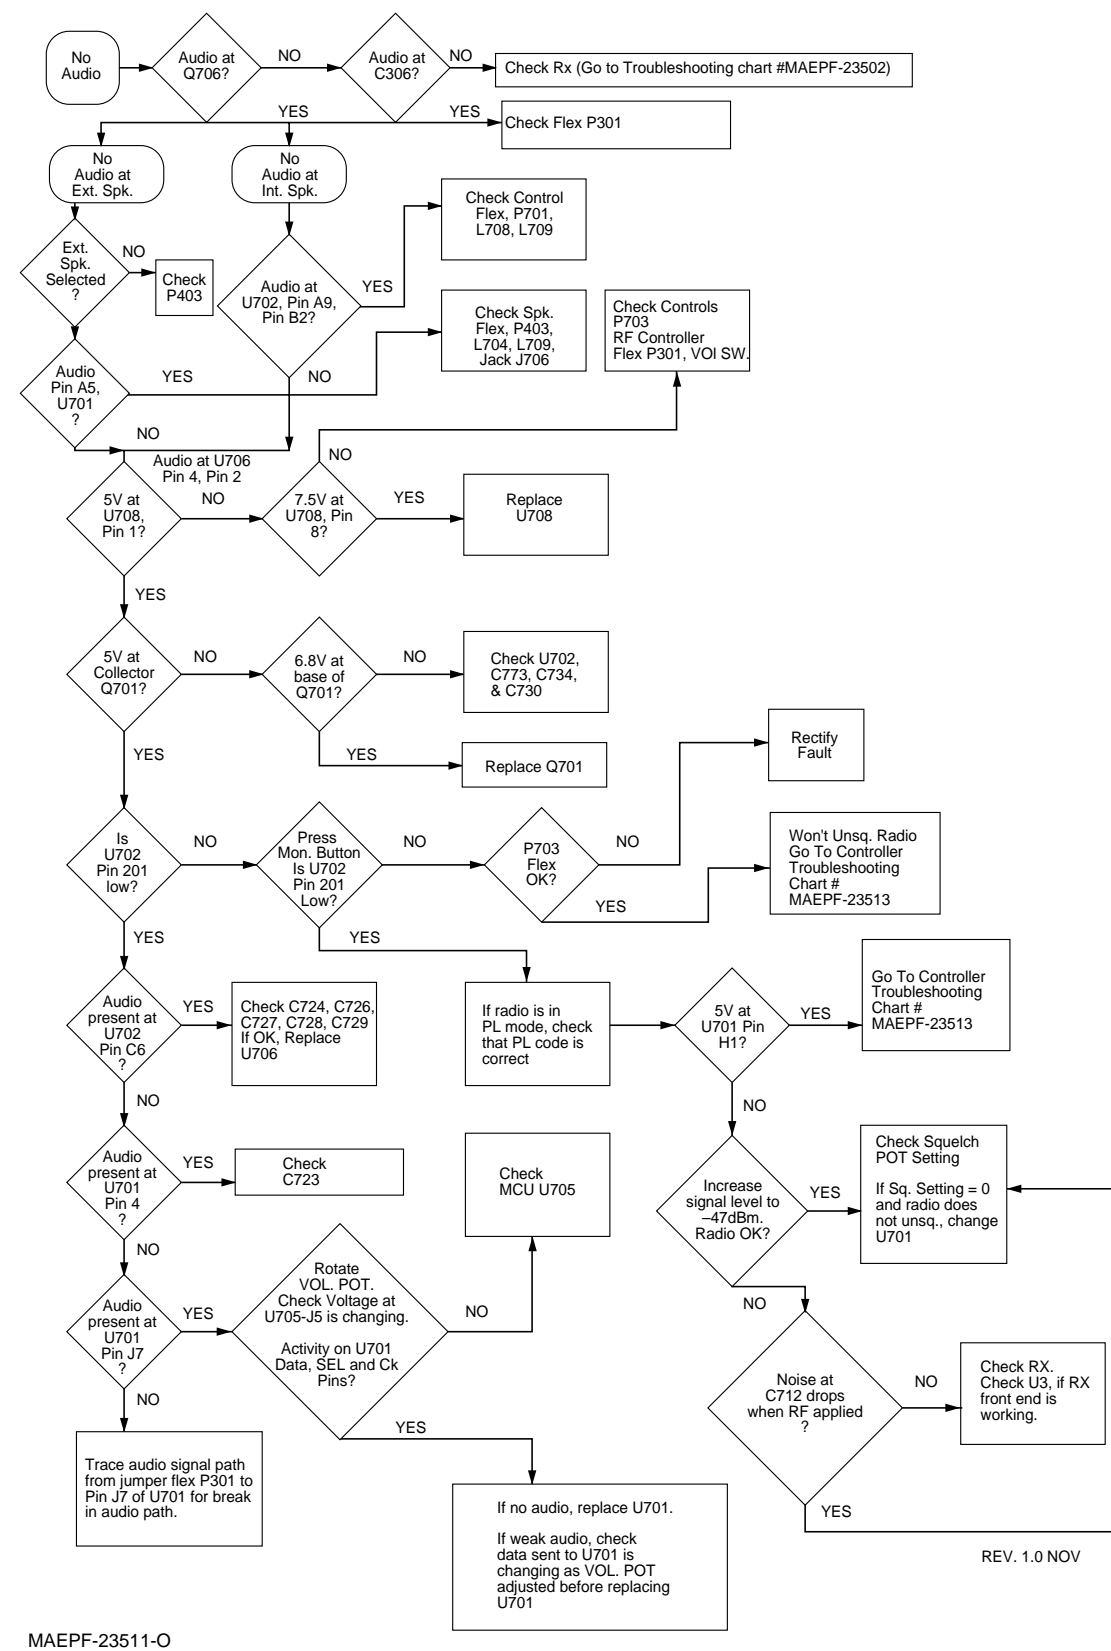 No
Audio
Audio at
Q706?
NO
Audio at
C306?
NO
Check Rx (Go to Troubleshooting chart #MAEPF-23502)
YES
YES
Check Flex P301
No
Audio at
Ext. Spk.
No
Audio at
Int. Spk.
Check Control
Flex, P701,
L708, L709
Ext.
Spk.
Selected
?
NO
Check
P403
Audio at
U702, Pin A9,
Pin B2?
YES
Check Spk.
Flex, P403,
L704, L709,
Jack J706
Check Controls
P703
RF Controller
Flex P301, VOI SW.
Audio
Pin A5,
U701
?
YES
NO
NO
Audio at U706
Pin 4, Pin 2
NO
5V at
U708,
Pin 1?
NO
7.5V at
U708, Pin
8?
YES
Replace
U708
YES
5V at
Collector
Q701?
NO
6.8V at
base of
Q701?
NO
Check U702,
C773, C734,
& C730
YES
YES
Replace Q701
Rectify
Fault
Is
U702
Pin 201
low?
NO
Press
Mon. Button
Is U702
Pin 201
Low?
NO
P703
Flex
OK?
NO
Won't Unsq. Radio
Go To Controller
Troubleshooting
Chart #
MAEPF-23513
YES
YES
YES
Audio
present at
U702
Pin C6
?
YES
Check C724, C726,
C727, C728, C729
If OK, Replace
U706
If radio is in
PL mode, check
that PL code is
correct
5V at
U701 Pin
H1?
YES
Go To Controller
Troubleshooting
Chart #
MAEPF-23513
NO
NO
Audio
present at
U701
Pin 4
?
YES
Check
C723
Check
MCU U705
Increase
signal level to
–47dBm.
Radio OK?
YES
Check Squelch
POT Setting
If Sq. Setting = 0
and radio does
not unsq., change
U701
NO
Audio
present at
U701
Pin J7
?
YES
Rotate
VOL. POT.
Check Voltage at
U705-J5 is changing.
Activity on U701
Data, SEL and Ck
Pins?
NO
NO
Noise at
C712 drops
when RF applied
?
NO
Check RX.
Check U3, if RX
front end is
working.
NO
YES
Trace audio signal path
from jumper flex P301 to
Pin J7 of U701 for break
in audio path.
If no audio, replace U701.
If weak audio, check
data sent to U701 is
changing as VOL. POT
adjusted before replacing
U701
YES
REV. 1.0 NOV
MAEPF-23511-O